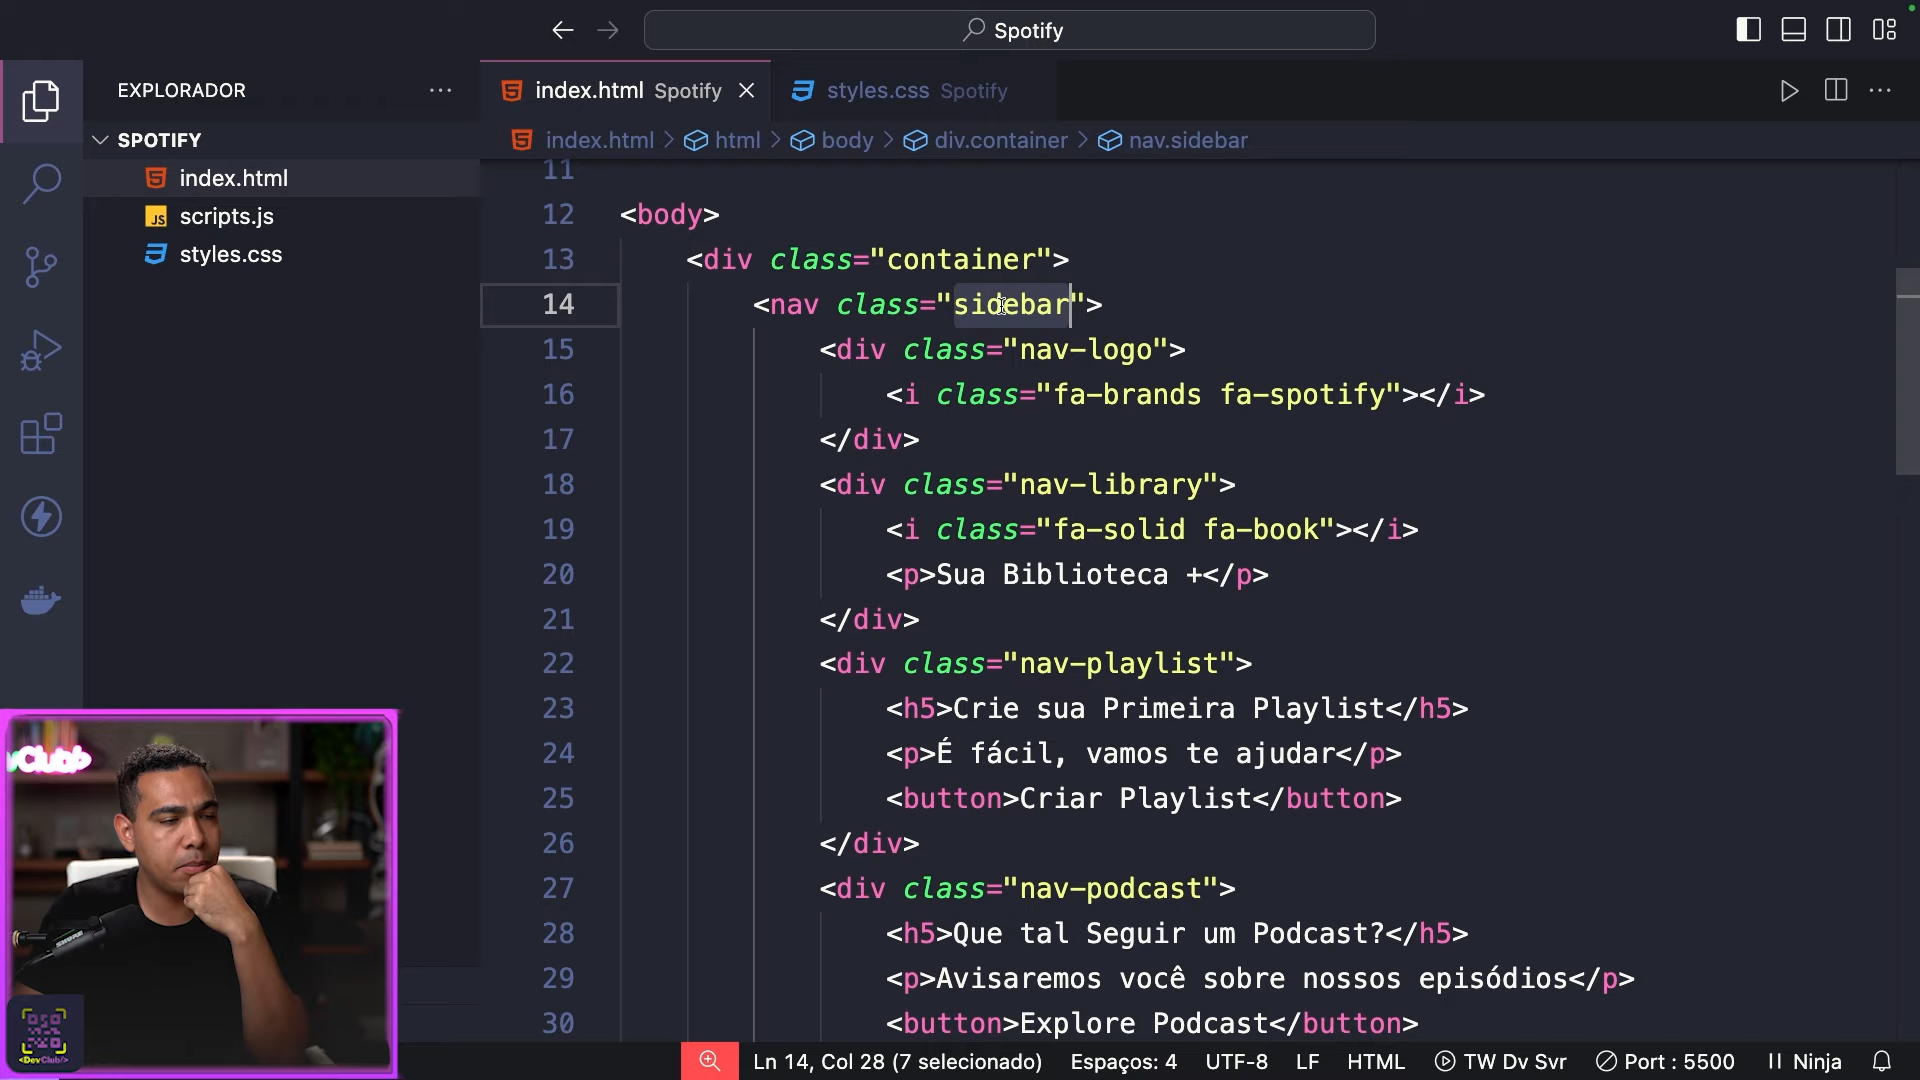 Spotify
EXPLORADOR
SPOTIFY
index.html
scripts.js
styles.css
index.html Spotify
styles.css Spotify
index.html > html > body > div.container > nav.sidebar
11
12 <body>
13 <div class="container">
14 <nav class="sidebar">
15 <div class="nav-logo">
16 <i class="fa-brands fa-spotify"></i>
17 </div>
18 <div class="nav-library">
19 <i class="fa-solid fa-book"></i>
20 <p>Sua Biblioteca +</p>
21 </div>
22 <div class="nav-playlist">
23 <h5>Crie sua Primeira Playlist</h5>
24 <p>É fácil, vamos te ajudar</p>
25 <button>Criar Playlist</button>
26 </div>
27 <div class="nav-podcast">
28 <h5>Que tal Seguir um Podcast?</h5>
29 <p>Avisaremos você sobre nossos episódios</p>
30 <button>Explore Podcast</button>
vClub/>
SHURE
<DevClub/>
Ln 14, Col 28 (7 selecionado) Espaços: 4 UTF-8 LF HTML TW Dv Svr Port : 5500 Ninja